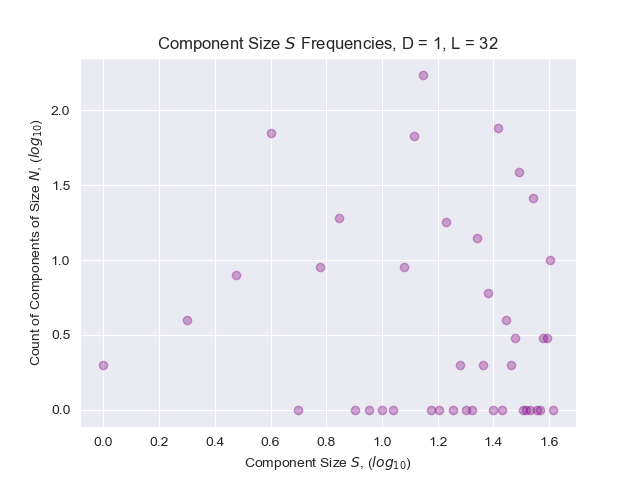 Component Size S Frequencies, D = 1, L = 32
Count of Components of Size N, (log10)
2.0
1.5
1.0
0.5
0.0
0.0 0.2 0.4 0.6 0.8 1.0 1.2 1.4 1.6
Component Size S, (log10)